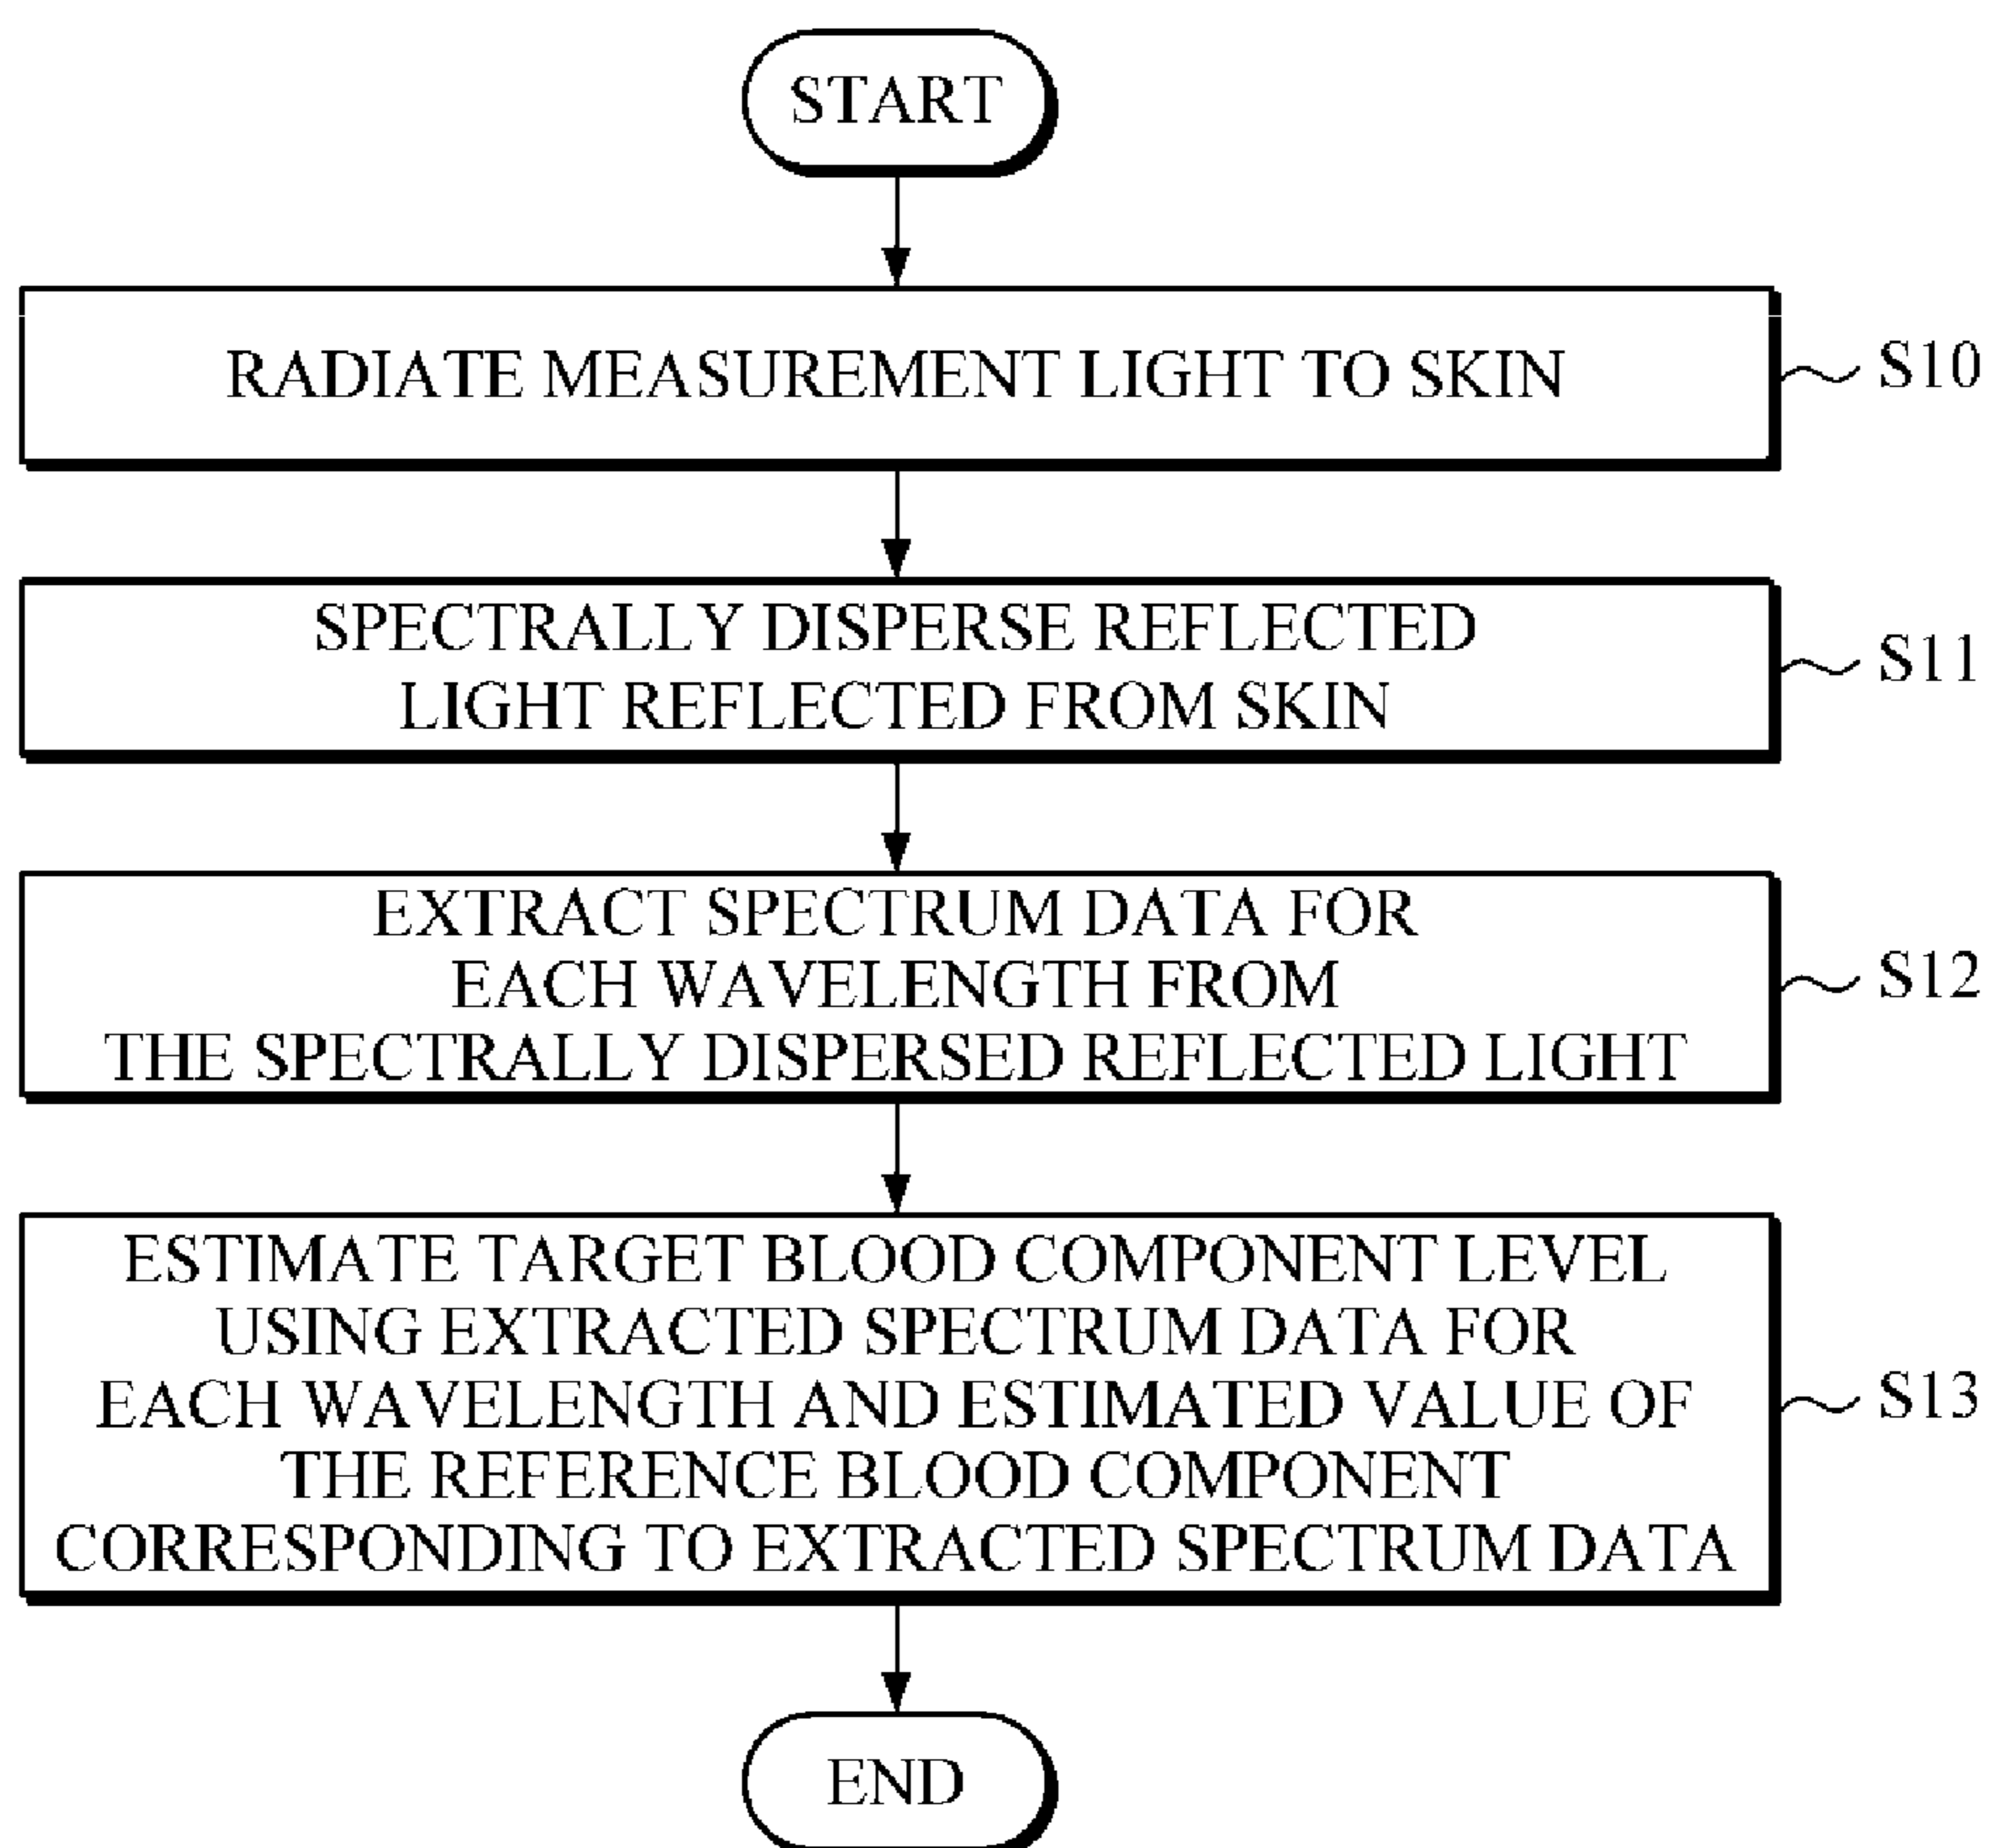 START
RADIATE MEASUREMENT LIGHT TO SKIN
S10
SPECTRALLY DISPERSE REFLECTED
LIGHT REFLECTED FROM SKIN
S11
EXTRACT SPECTRUM DATA FOR
EACH WAVELENGTH FROM
THE SPECTRALLY DISPERSED REFLECTED LIGHT
S12
ESTIMATE TARGET BLOOD COMPONENT LEVEL
USING EXTRACTED SPECTRUM DATA FOR
EACH WAVELENGTH AND ESTIMATED VALUE OF
THE REFERENCE BLOOD COMPONENT
CORRESPONDING TO EXTRACTED SPECTRUM DATA
S13
END